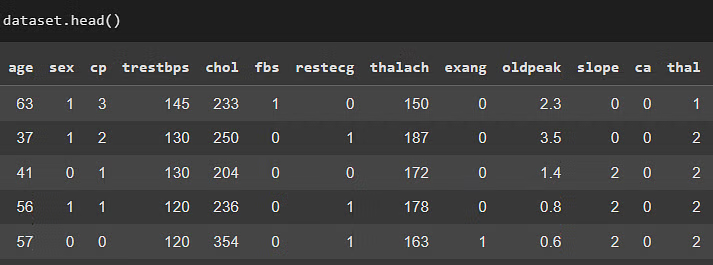 dataset.head()
age sex cp trestbps chol fbs restecg thalach exang oldpeak slope ca thal
63 1 3 145 233 1 0 150 0 2.3 0 0 1
37 1 2 130 250 0 1 187 0 3.5 0 0 2
41 0 1 130 204 0 0 172 0 1.4 2 0 2
56 1 1 120 236 0 1 178 0 0.8 2 0 2
57 0 0 120 354 0 1 163 1 0.6 2 0 2